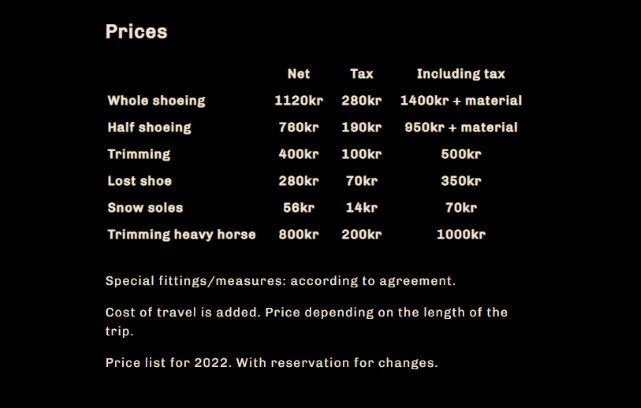 Prices
Net Tax Including tax
Whole shoeing 1120kr 280kr 1400kr + material
Half shoeing 760kr 190kr 950kr + material
Trimming 400kr 100kr 500kr
Lost shoe 280kr 70kr 350kr
Snow soles 56kr 14kr 70kr
Trimming heavy horse 800kr 200kr 1000kr
Special fittings/measures: according to agreement.
Cost of travel is added. Price depending on the length of the
trip.
Price list for 2022. With reservation for changes.